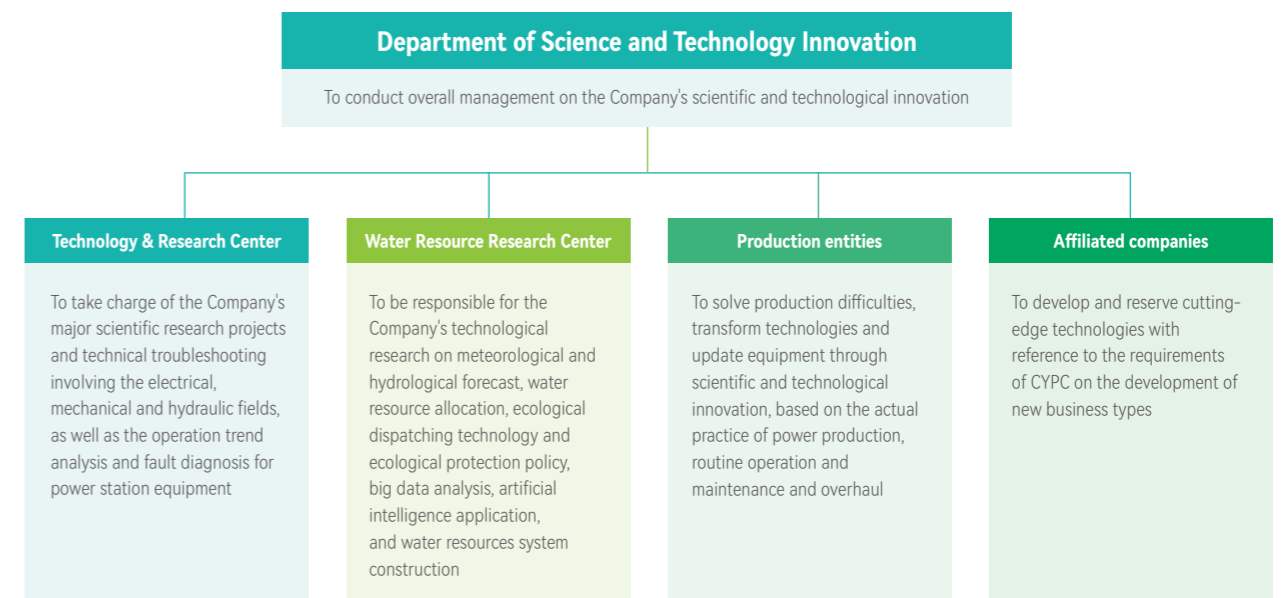 Department of Science and Technology Innovation
To conduct overall management on the Company's scientific and technological innovation
Technology & Research Center
To take charge of the Company's
major scientific research projects
and technical troubleshooting
involving the electrical,
mechanical and hydraulic fields,
as well as the operation trend
analysis and fault diagnosis for
power station equipment
Water Resource Research Center
To be responsible for the
Company's technological
research on meteorological and
hydrological forecast, water
resource allocation, ecological
dispatching technology and
ecological protection policy,
big data analysis, artificial
intelligence application,
and water resources system
construction
Production entities
To solve production difficulties,
transform technologies and
update equipment through
scientific and technological
innovation, based on the actual
practice of power production,
routine operation and
maintenance and overhaul
Affiliated companies
To develop and reserve cutting-
edge technologies with
reference to the requirements
of CYPC on the development of
new business types